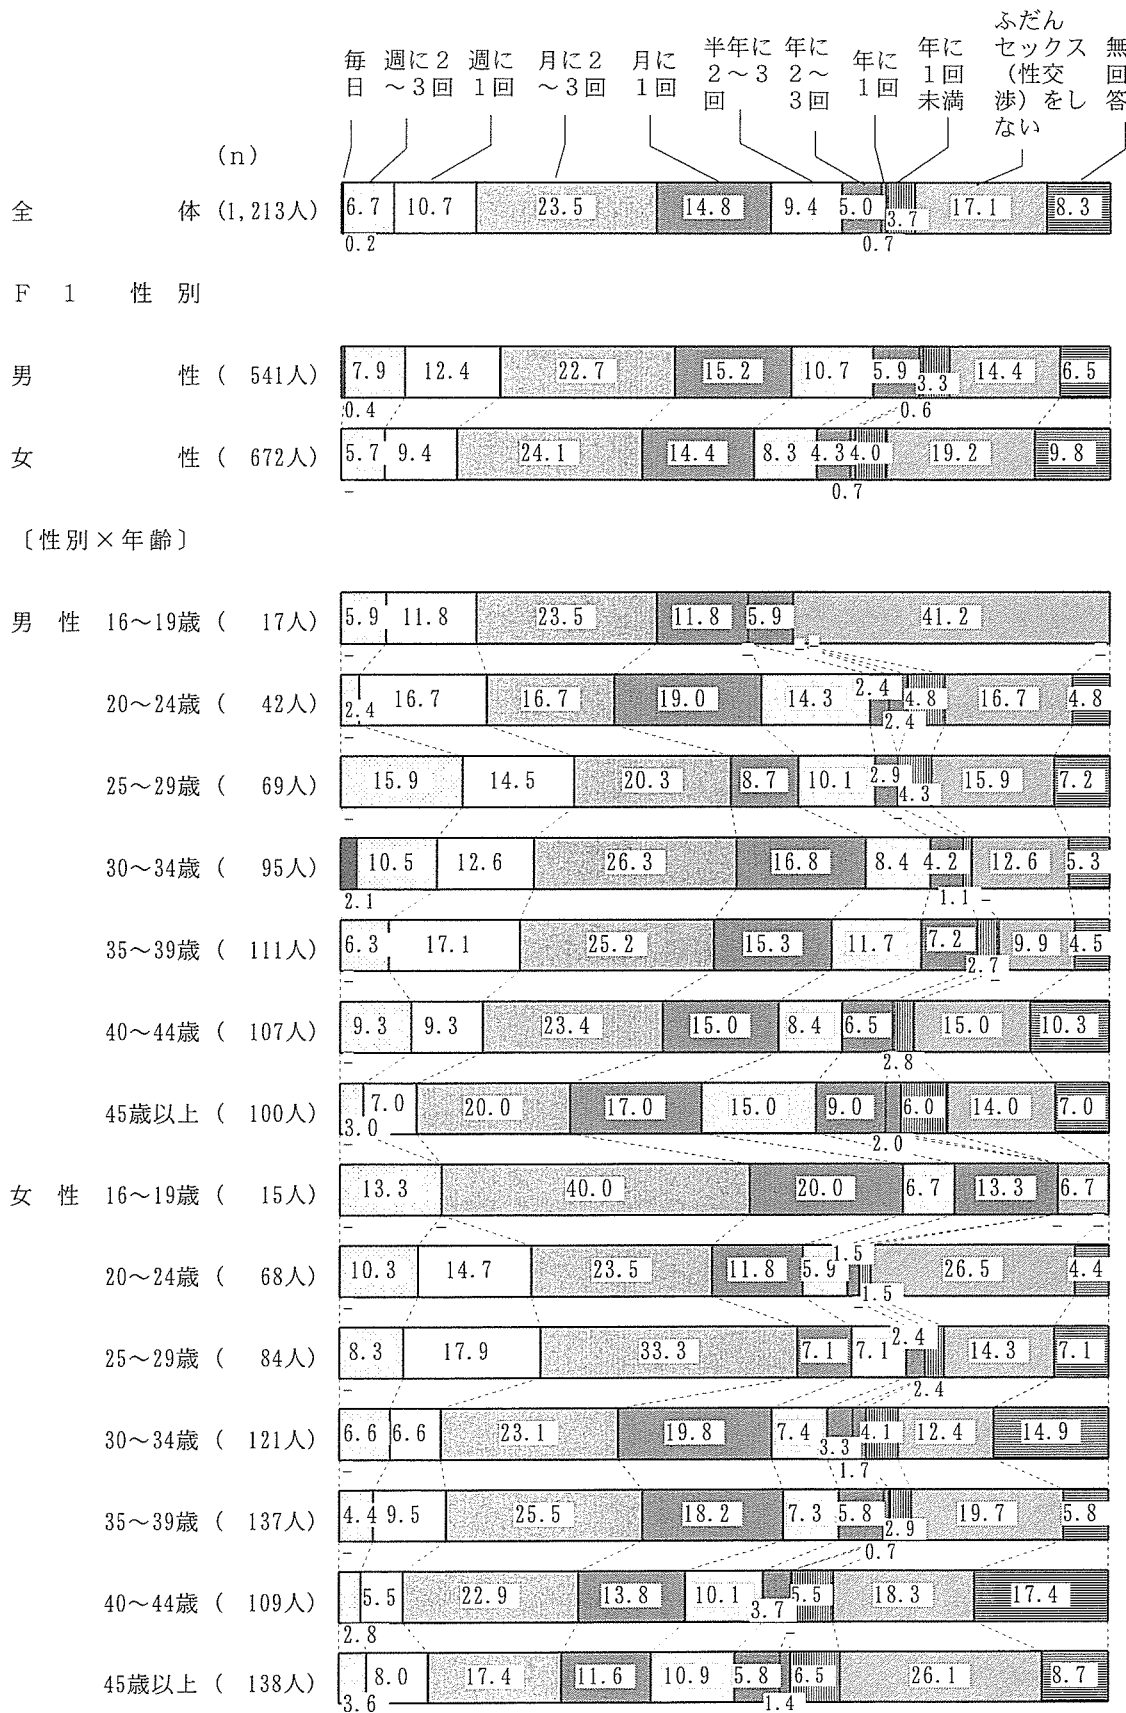 毎日
週に2～3回
週に1回
月に2～3回
月に1回
半年に2～3回
年に2～3回
年に1回
年に1回未満
ふだんセックス（性交渉）をしない
無回答
(n)
全体 (1,213人) 6.7 10.7 23.5 14.8 9.4 5.0 3.7 17.1 8.3
0.2 0.7
F1 性別
男性 ( 541人) 7.9 12.4 22.7 15.2 10.7 5.9 3.3 14.4 6.5
0.4 0.6
女性 ( 672人) 5.7 9.4 24.1 14.4 8.3 4.3 4.0 19.2 9.8
- 0.7
〔性別×年齢〕
男性 16～19歳 ( 17人) 5.9 11.8 23.5 11.8 5.9 41.2
- - - - -
20～24歳 ( 42人) 2.4 16.7 16.7 19.0 14.3 2.4 2.4 4.8 16.7 4.8
-
25～29歳 ( 69人) 15.9 14.5 20.3 8.7 10.1 2.9 4.3 15.9 7.2
- -
30～34歳 ( 95人) 10.5 12.6 26.3 16.8 8.4 4.2 12.6 5.3
2.1 1.1 -
35～39歳 ( 111人) 6.3 17.1 25.2 15.3 11.7 7.2 2.7 9.9 4.5
- -
40～44歳 ( 107人) 9.3 9.3 23.4 15.0 8.4 6.5 15.0 10.3
- 2.8
45歳以上 ( 100人) 7.0 20.0 17.0 15.0 9.0 6.0 14.0 7.0
3.0 2.0
女性 16～19歳 ( 15人) 13.3 40.0 20.0 6.7 13.3 6.7
- - - -
20～24歳 ( 68人) 10.3 14.7 23.5 11.8 5.9 1.5 1.5 26.5 4.4
- -
25～29歳 ( 84人) 8.3 17.9 33.3 7.1 7.1 2.4 14.3 7.1
- 2.4
30～34歳 ( 121人) 6.6 6.6 23.1 19.8 7.4 3.3 4.1 12.4 14.9
- 1.7
35～39歳 ( 137人) 4.4 9.5 25.5 18.2 7.3 5.8 2.9 19.7 5.8
- 0.7
40～44歳 ( 109人) 5.5 22.9 13.8 10.1 3.7 5.5 18.3 17.4
2.8 -
45歳以上 ( 138人) 8.0 17.4 11.6 10.9 5.8 6.5 26.1 8.7
3.6 1.4